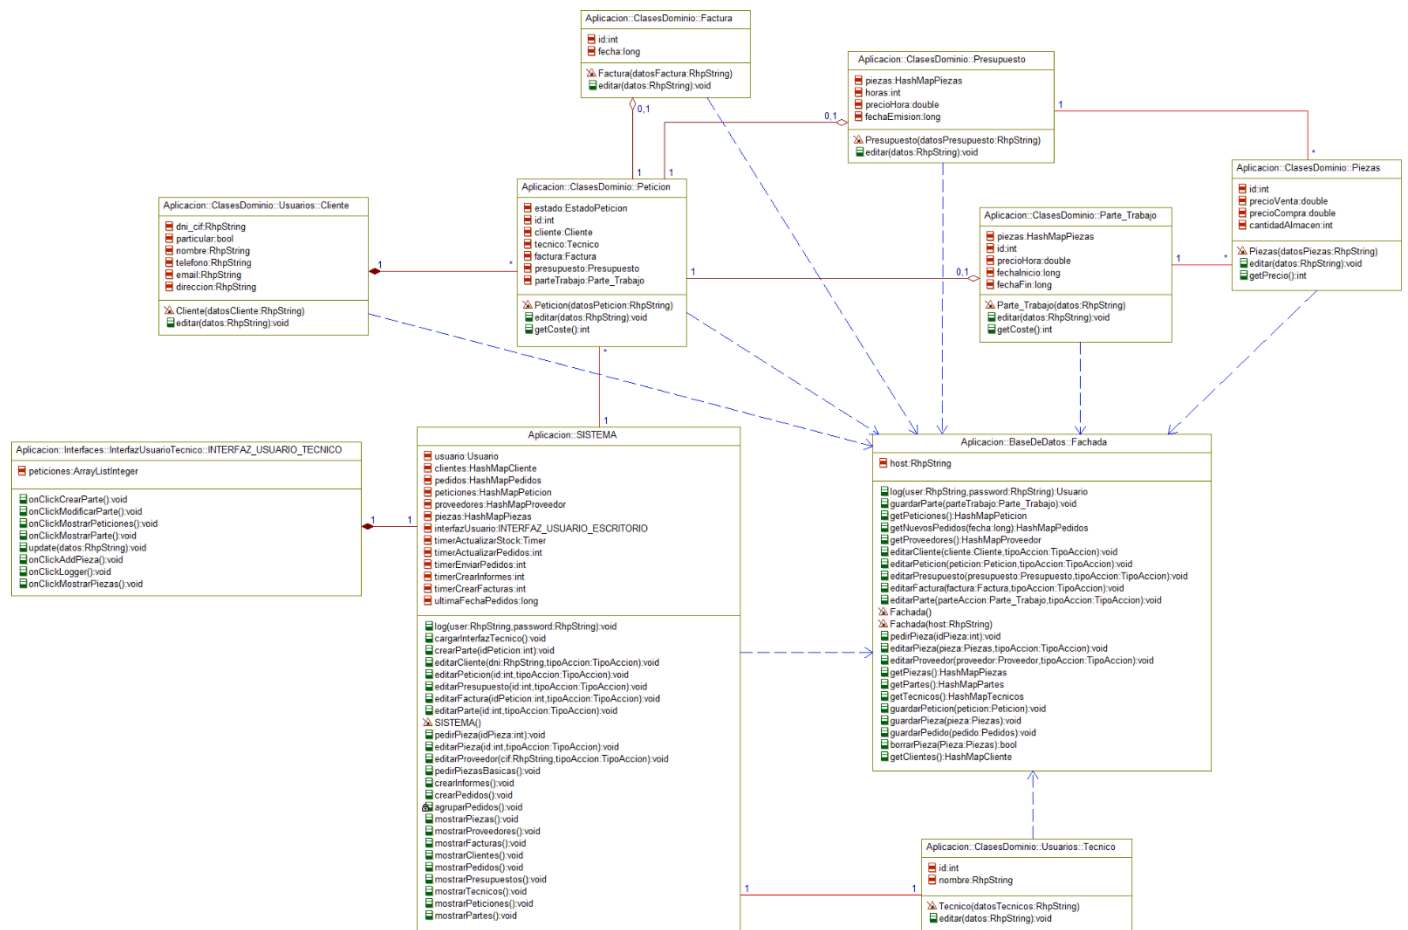 Aplicacion::ClasesDominio::Factura
id:int
fecha:long
Factura(datosFactura:RhpString)
editar(datos:RhpString):void
0,1
1
Aplicacion::ClasesDominio::Presupuesto
piezas:HashMapPiezas
horas:int
precioHora:double
fechaEmision:long
Presupuesto(datosPresupuesto:RhpString)
editar(datos:RhpString):void
0,1
1
1
*
Aplicacion::ClasesDominio::Piezas
id:int
precioVenta:double
precioCompra:double
cantidadAlmacen:int
Piezas(datosPiezas:RhpString)
editar(datos:RhpString):void
getPrecio():int
Aplicacion::ClasesDominio::Peticion
estado:EstadoPeticion
id:int
cliente:Cliente
tecnico:Tecnico
factura:Factura
presupuesto:Presupuesto
parteTrabajo:Parte_Trabajo
Peticion(datosPeticion:RhpString)
editar(datos:RhpString):void
getCoste():int
Aplicacion::ClasesDominio::Usuarios::Cliente
dni_cif:RhpString
particular:bool
nombre:RhpString
telefono:RhpString
email:RhpString
direccion:RhpString
Cliente(datosCliente:RhpString)
editar(datos:RhpString):void
1
*
Aplicacion::ClasesDominio::Parte_Trabajo
piezas:HashMapPiezas
id:int
precioHora:double
fechaInicio:long
fechaFin:long
Parte_Trabajo(datos:RhpString)
editar(datos:RhpString):void
getCoste():int
1
0,1
1
*
*
1
Aplicacion::Interfaces::InterfazUsuarioTecnico::INTERFAZ_USUARIO_TECNICO
peticiones:ArrayListInteger
onClickCrearParte():void
onClickModificarParte():void
onClickMostrarPeticiones():void
onClickMostrarParte():void
update(datos:RhpString):void
onClickAddPieza():void
onClickLogger():void
onClickMostrarPiezas():void
1
1
Aplicacion::SISTEMA
usuario:Usuario
clientes:HashMapCliente
pedidos:HashMapPedidos
peticiones:HashMapPeticion
proveedores:HashMapProveedor
piezas:HashMapPiezas
interfazUsuario:INTERFAZ_USUARIO_ESCRITORIO
timerActualizarStock:Timer
timerActualizarPedidos:int
timerEnviarPedidos:int
timerCrearInformes:int
timerCrearFacturas:int
ultimaFechaPedidos:long
log(user:RhpString,password:RhpString):void
cargarInterfazTecnico():void
crearParte(idPeticion:int):void
editarCliente(dni:RhpString,tipoAccion:TipoAccion):void
editarPeticion(id:int,tipoAccion:TipoAccion):void
editarPresupuesto(id:int,tipoAccion:TipoAccion):void
editarFactura(idPeticion:int,tipoAccion:TipoAccion):void
editarParte(id:int,tipoAccion:TipoAccion):void
SISTEMA()
pedirPieza(idPieza:int):void
editarPieza(id:int,tipoAccion:TipoAccion):void
editarProveedor(cif:RhpString,tipoAccion:TipoAccion):void
pedirPiezasBasicas():void
crearInformes():void
crearPedidos():void
agruparPedidos():void
mostrarPiezas():void
mostrarProveedores():void
mostrarFacturas():void
mostrarClientes():void
mostrarPedidos():void
mostrarPresupuestos():void
mostrarTecnicos():void
mostrarPeticiones():void
mostrarPartes():void
Aplicacion::BaseDeDatos::Fachada
host:RhpString
log(user:RhpString,password:RhpString):Usuario
guardarParte(parteTrabajo:Parte_Trabajo):void
getPeticiones():HashMapPeticion
getNuevosPedidos(fecha:long):HashMapPedidos
getProveedores():HashMapProveedor
editarCliente(cliente:Cliente,tipoAccion:TipoAccion):void
editarPeticion(peticion:Peticion,tipoAccion:TipoAccion):void
editarPresupuesto(presupuesto:Presupuesto,tipoAccion:TipoAccion):void
editarFactura(factura:Factura,tipoAccion:TipoAccion):void
editarParte(parteAccion:Parte_Trabajo,tipoAccion:TipoAccion):void
Fachada()
Fachada(host:RhpString)
pedirPieza(idPieza:int):void
editarPieza(pieza:Piezas,tipoAccion:TipoAccion):void
editarProveedor(proveedor:Proveedor,tipoAccion:TipoAccion):void
getPiezas():HashMapPiezas
getPartes():HashMapPartes
getTecnicos():HashMapTecnicos
guardarPeticion(peticion:Peticion):void
guardarPieza(pieza:Piezas):void
guardarPedido(pedido:Pedidos):void
borrarPieza(Pieza:Piezas):bool
getClientes():HashMapCliente
Aplicacion::ClasesDominio::Usuarios::Tecnico
id:int
nombre:RhpString
Tecnico(datosTecnicos:RhpString)
editar(datos:RhpString):void
1
1